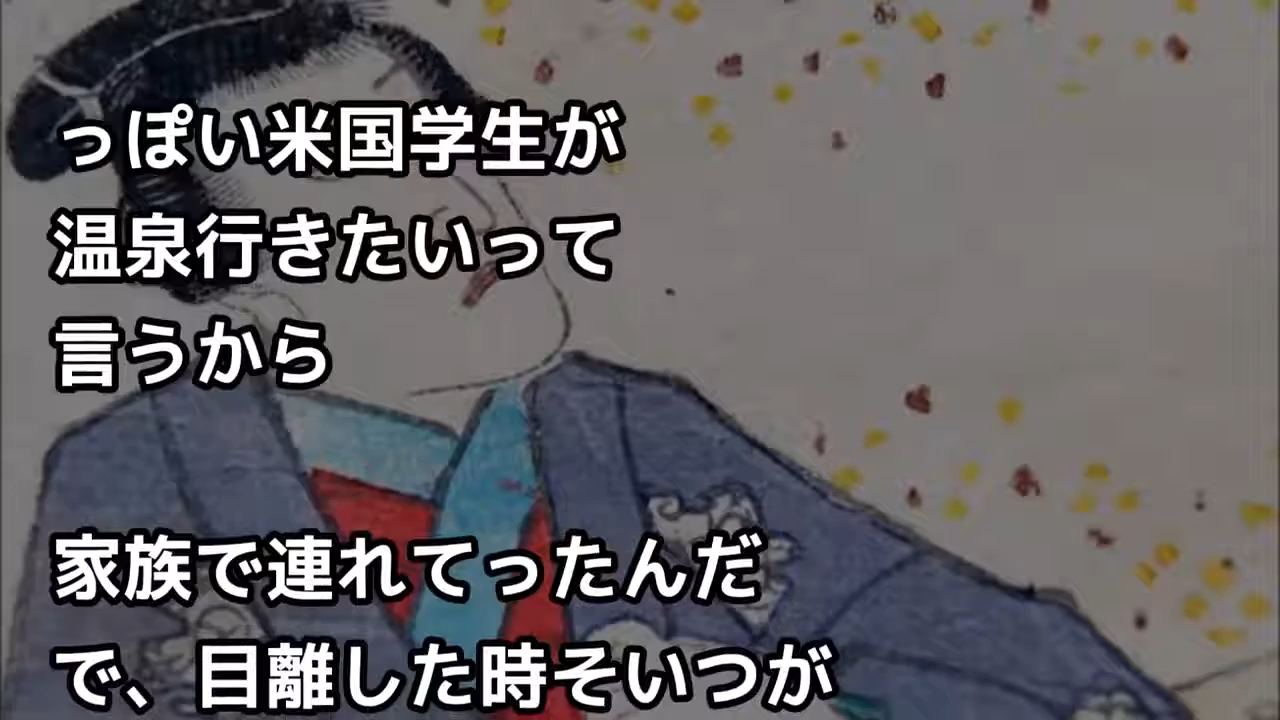 っぽい米国学生が
温泉行きたいって
言うから
家族で連れてったんだ
で、目離した時そいつが